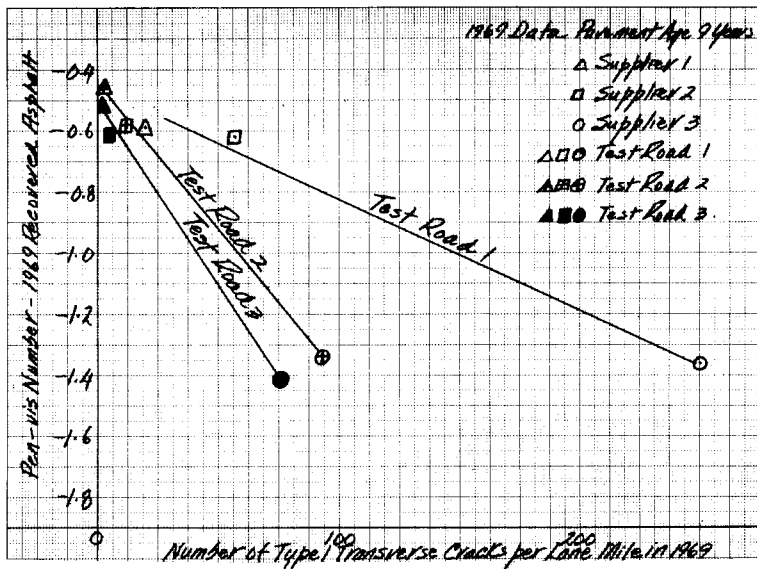 1969 Data Pavement Age 9 Years
△ Supplier 1
□ Supplier 2
○ Supplier 3
Test Road 1
Test Road 2
Test Road 3.
Pen-vis Number - 1969 Recovered Asphalt
-0.4
-0.6
-0.8
-1.0
-1.2
-1.4
-1.6
-1.8
Test Road 1
Test Road 2
Test Road 3
0 100 200
Number of Type 1 Transverse Cracks per Lane Mile in 1969